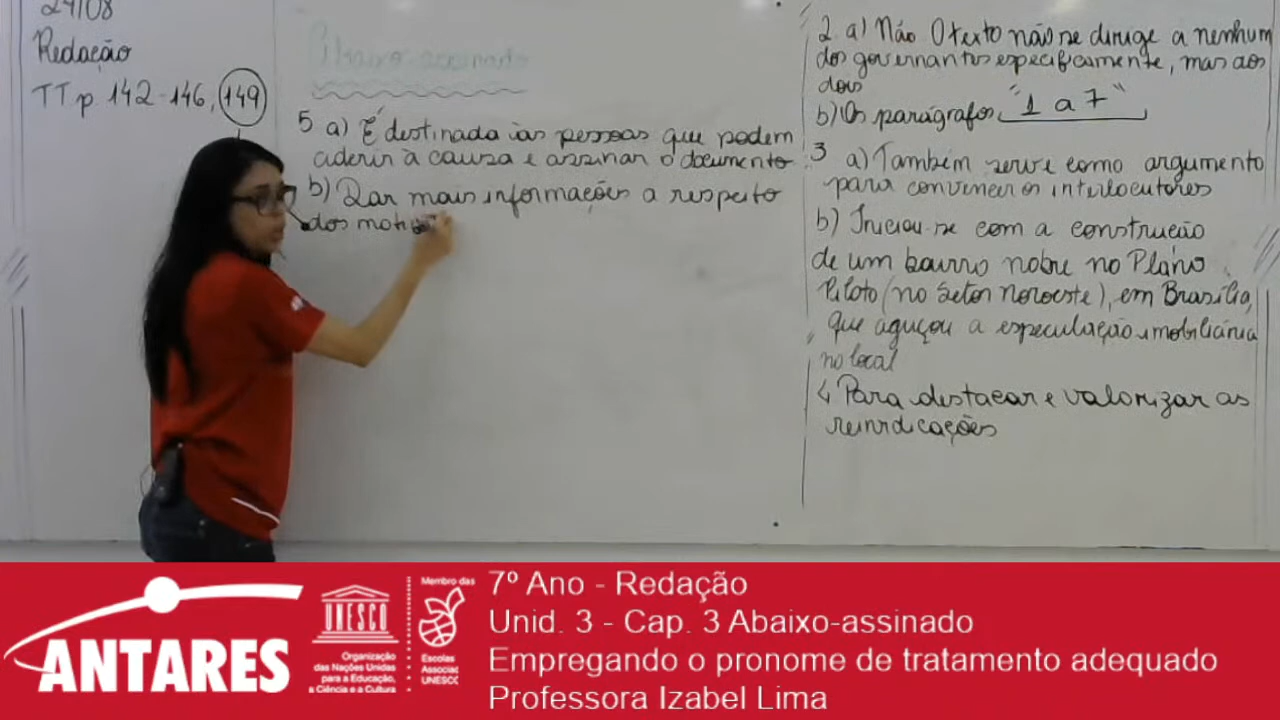 24/08
Redação
TT p 142-146, 149
Abaixo-assinado
5 a) É destinada às pessoas que podem
aderir à causa e assinar o documento
b) Dar mais informações a respeito
dos motiv
2 a) Não O texto não se dirige a nenhum
dos governantes especificamente, mas aos
dois
b) Os parágrafos "1 a 7"
3 a) Também serve como argumento
para convencer os interlocutores
b) Iniciou-se com a construção
de um bairro nobre no Plano
Piloto (no Setor Noroeste), em Brasília,
que aguçou a especulação imobiliária
no local
4 Para destacar e valorizar as
reivindicações
ANTARES
UNESCO
Organização
das Nações Unidas
para a Educação,
a Ciência e a Cultura
Membro das
Escolas
Associa
UNESC
7º Ano - Redação
Unid. 3 - Cap. 3 Abaixo-assinado
Empregando o pronome de tratamento adequado
Professora Izabel Lima